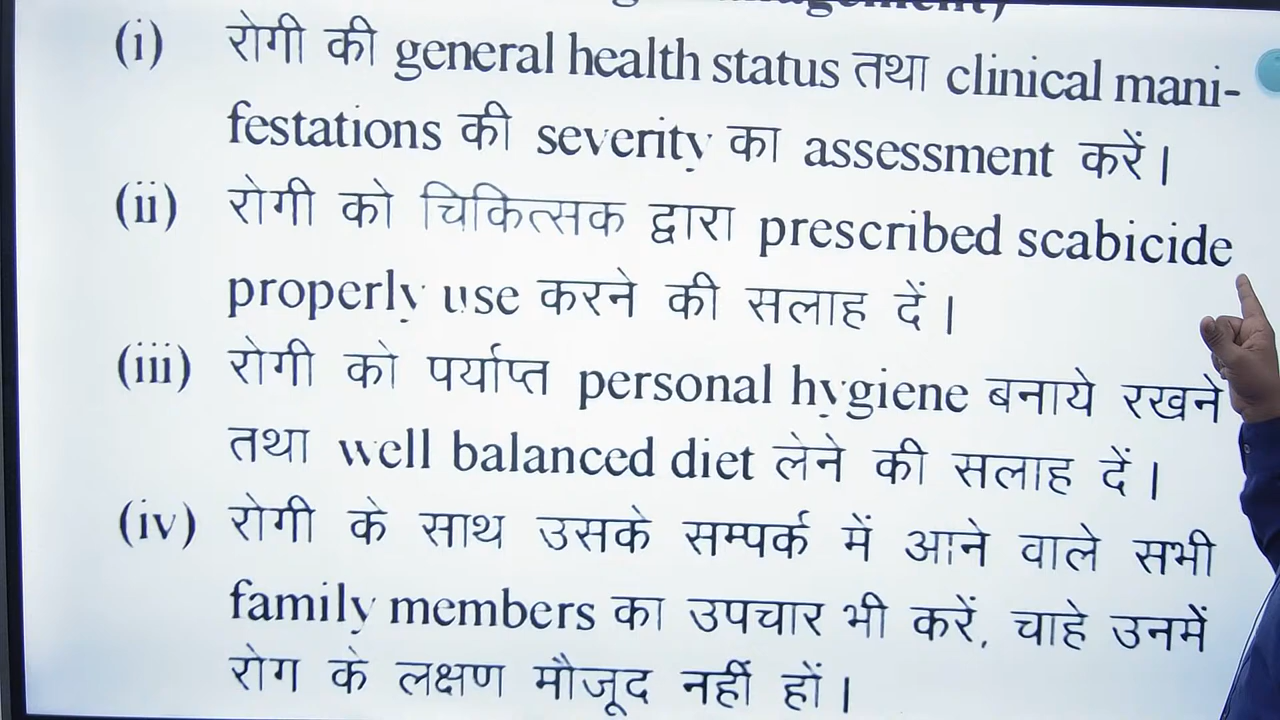 (i) रोगी की general health status तथा clinical mani-
festations की severity का assessment करें।
(ii) रोगी को चिकित्सक द्वारा prescribed scabicide
properly use करने की सलाह दें।
(iii) रोगी को पर्याप्त personal hygiene बनाये रखने
तथा well balanced diet लेने की सलाह दें।
(iv) रोगी के साथ उसके सम्पर्क में आने वाले सभी
family members का उपचार भी करें, चाहे उनमें
रोग के लक्षण मौजूद नहीं हों।